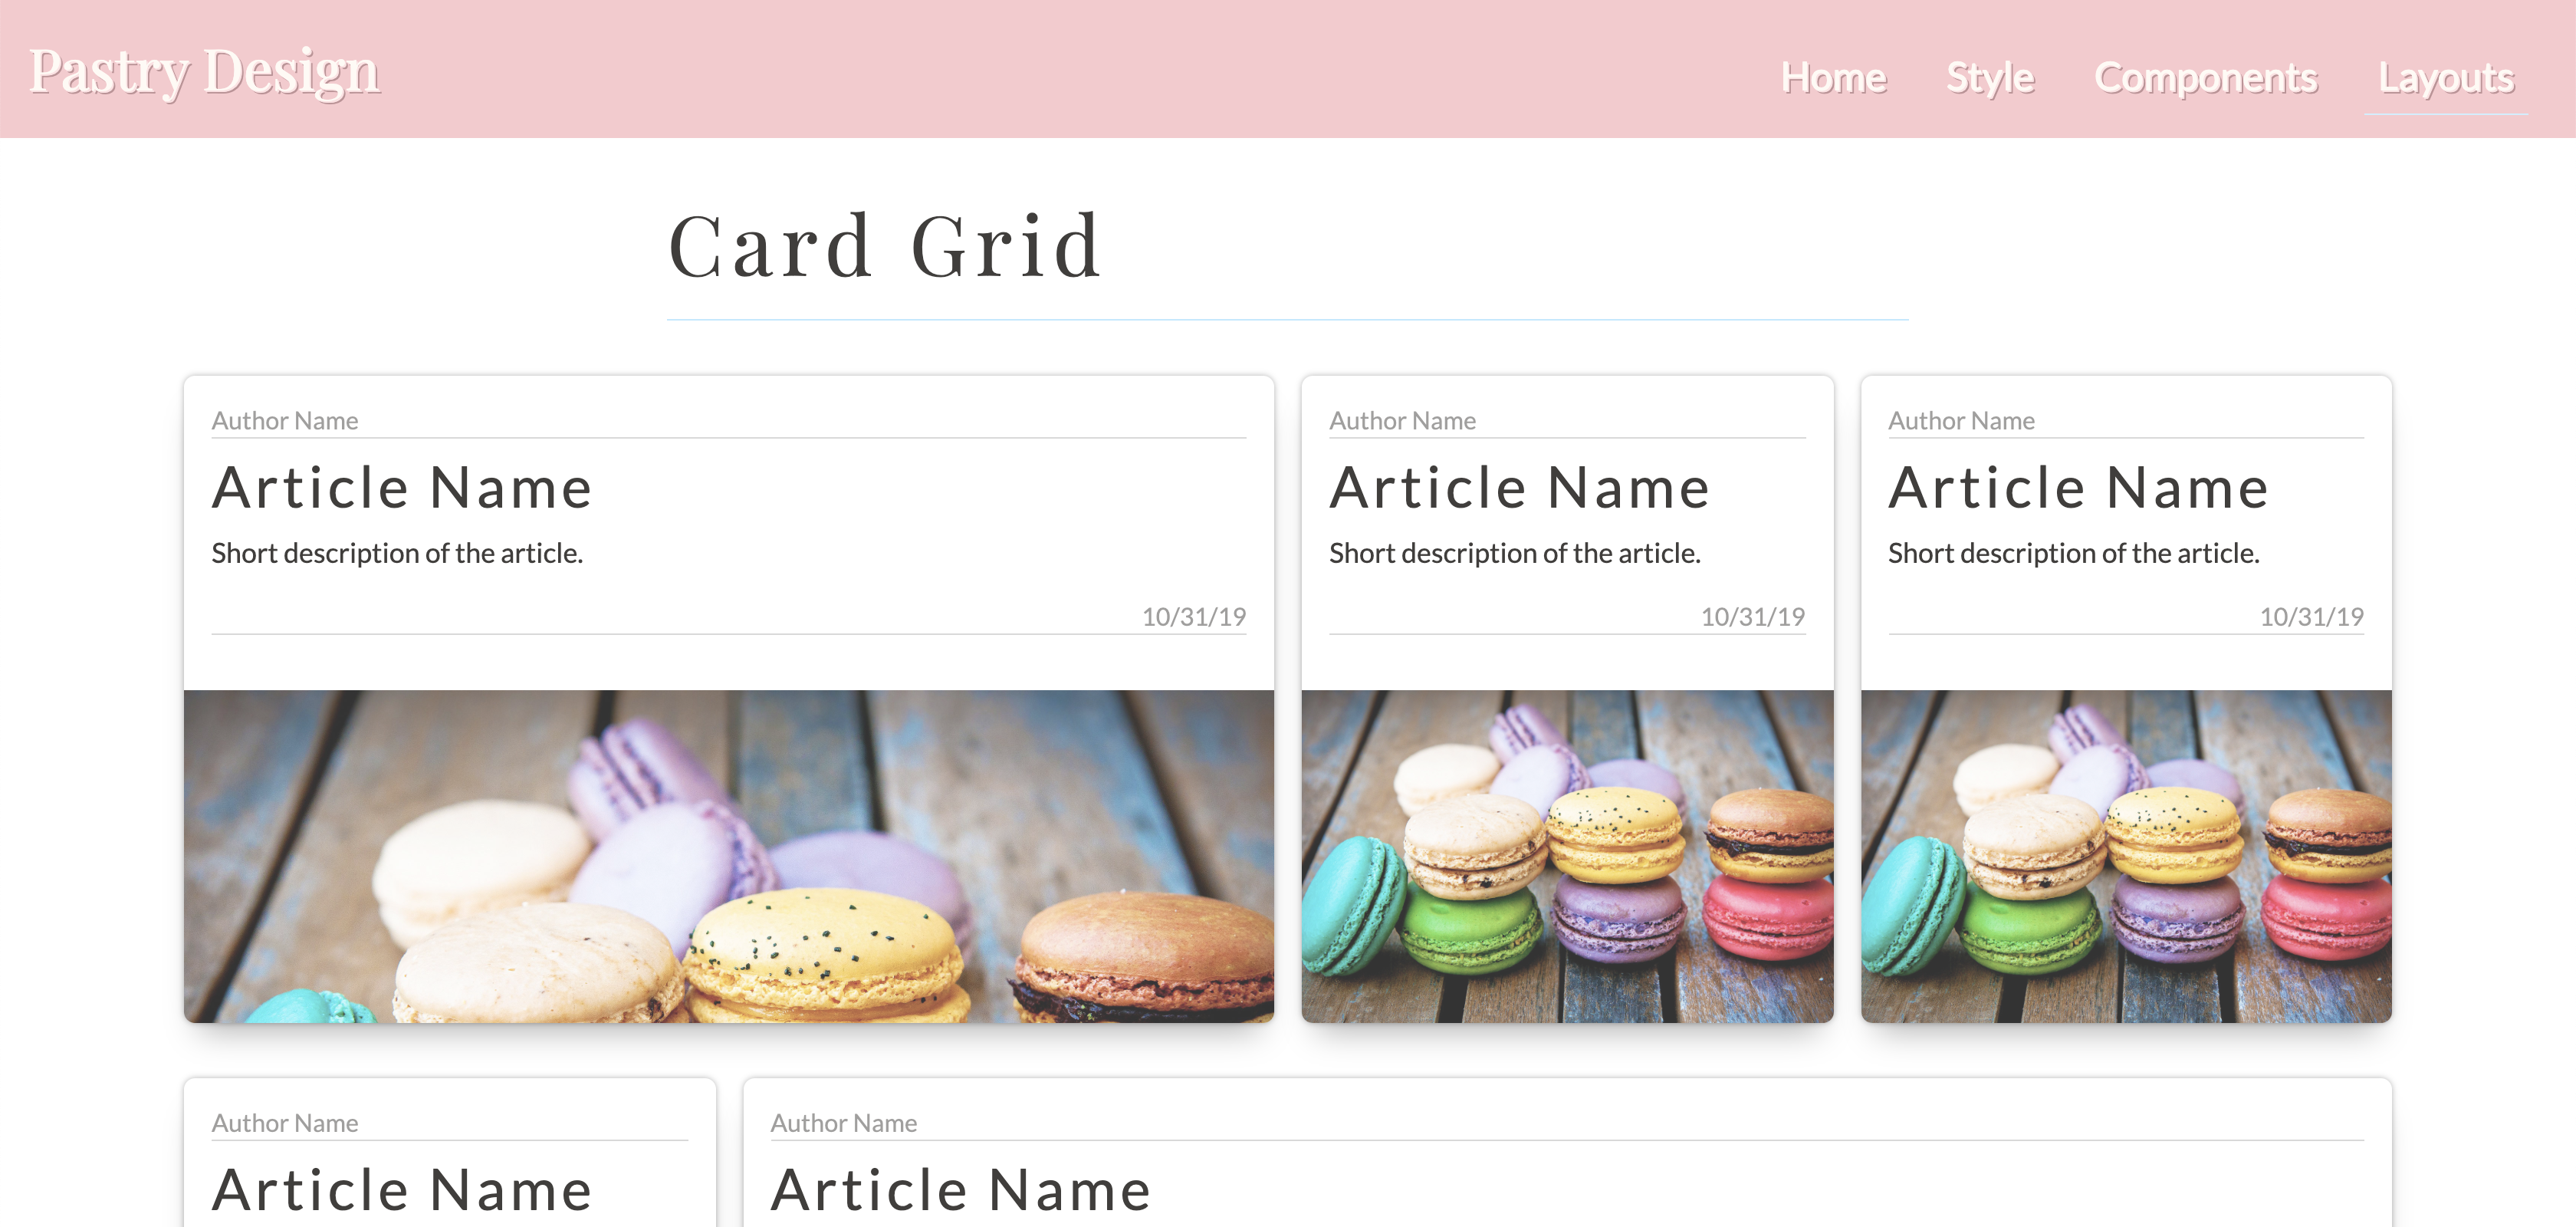 Pastry Design
Home Style Components Layouts
Card Grid
Author Name
Article Name
Short description of the article.
10/31/19
Author Name
Article Name
Short description of the article.
10/31/19
Author Name
Article Name
Short description of the article.
10/31/19
Author Name
Article Name
Author Name
Article Name